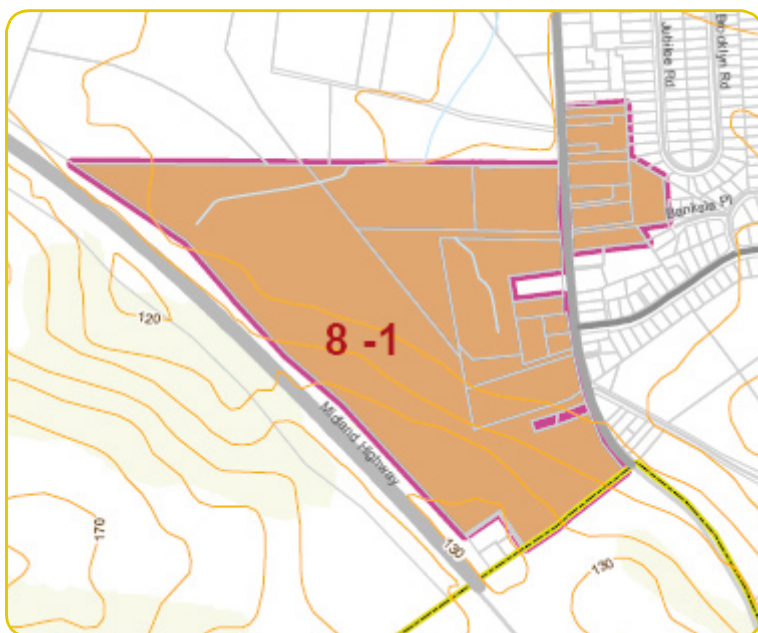 Jubilee Rd
Brooklyn Rd
Banksia Pl
120
8 -1
Midland Highway
170
130
130